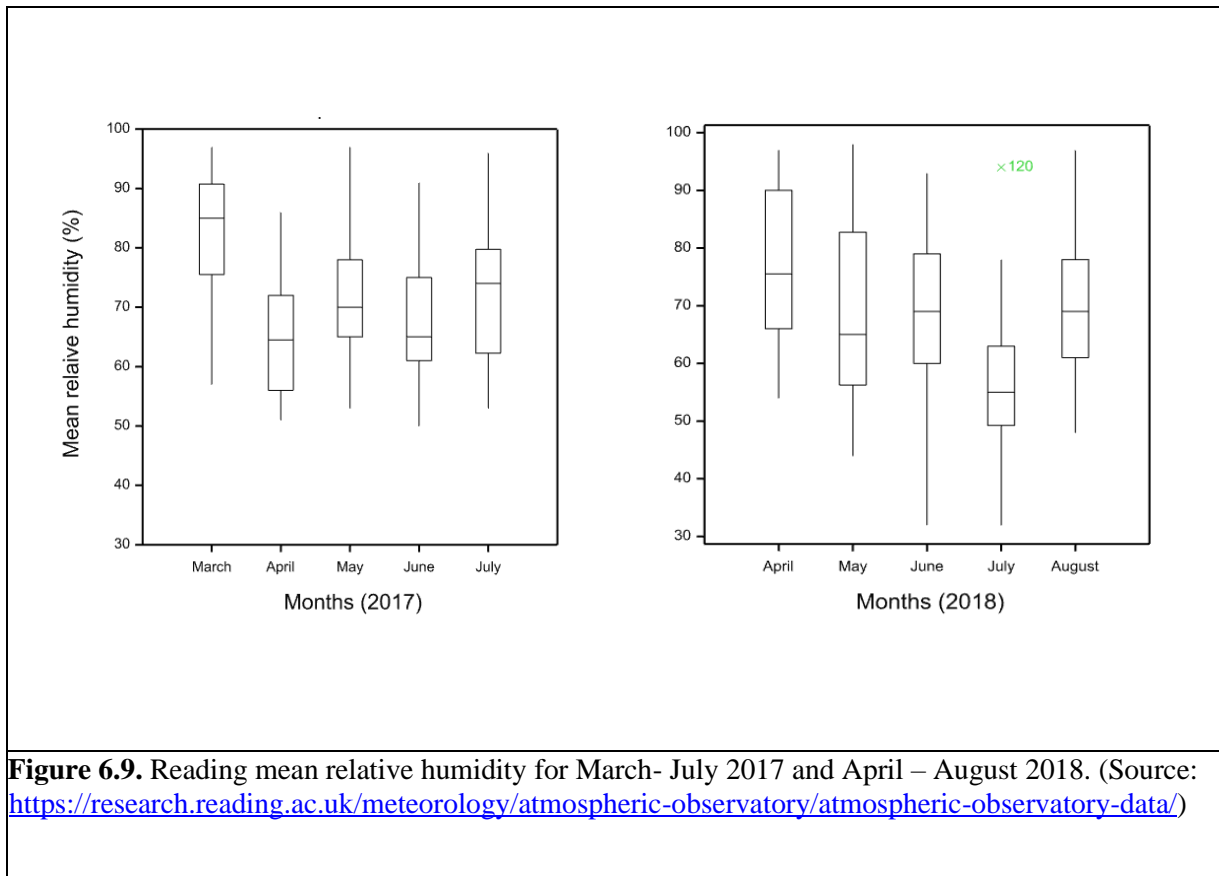 100
90
80
70
60
50
40
30
Mean relaive humidity (%)
March April May June July
Months (2017)
100
90
80
70
60
50
40
30
×120
April May June July August
Months (2018)
Figure 6.9. Reading mean relative humidity for March- July 2017 and April – August 2018. (Source:
https://research.reading.ac.uk/meteorology/atmospheric-observatory/atmospheric-observatory-data/)